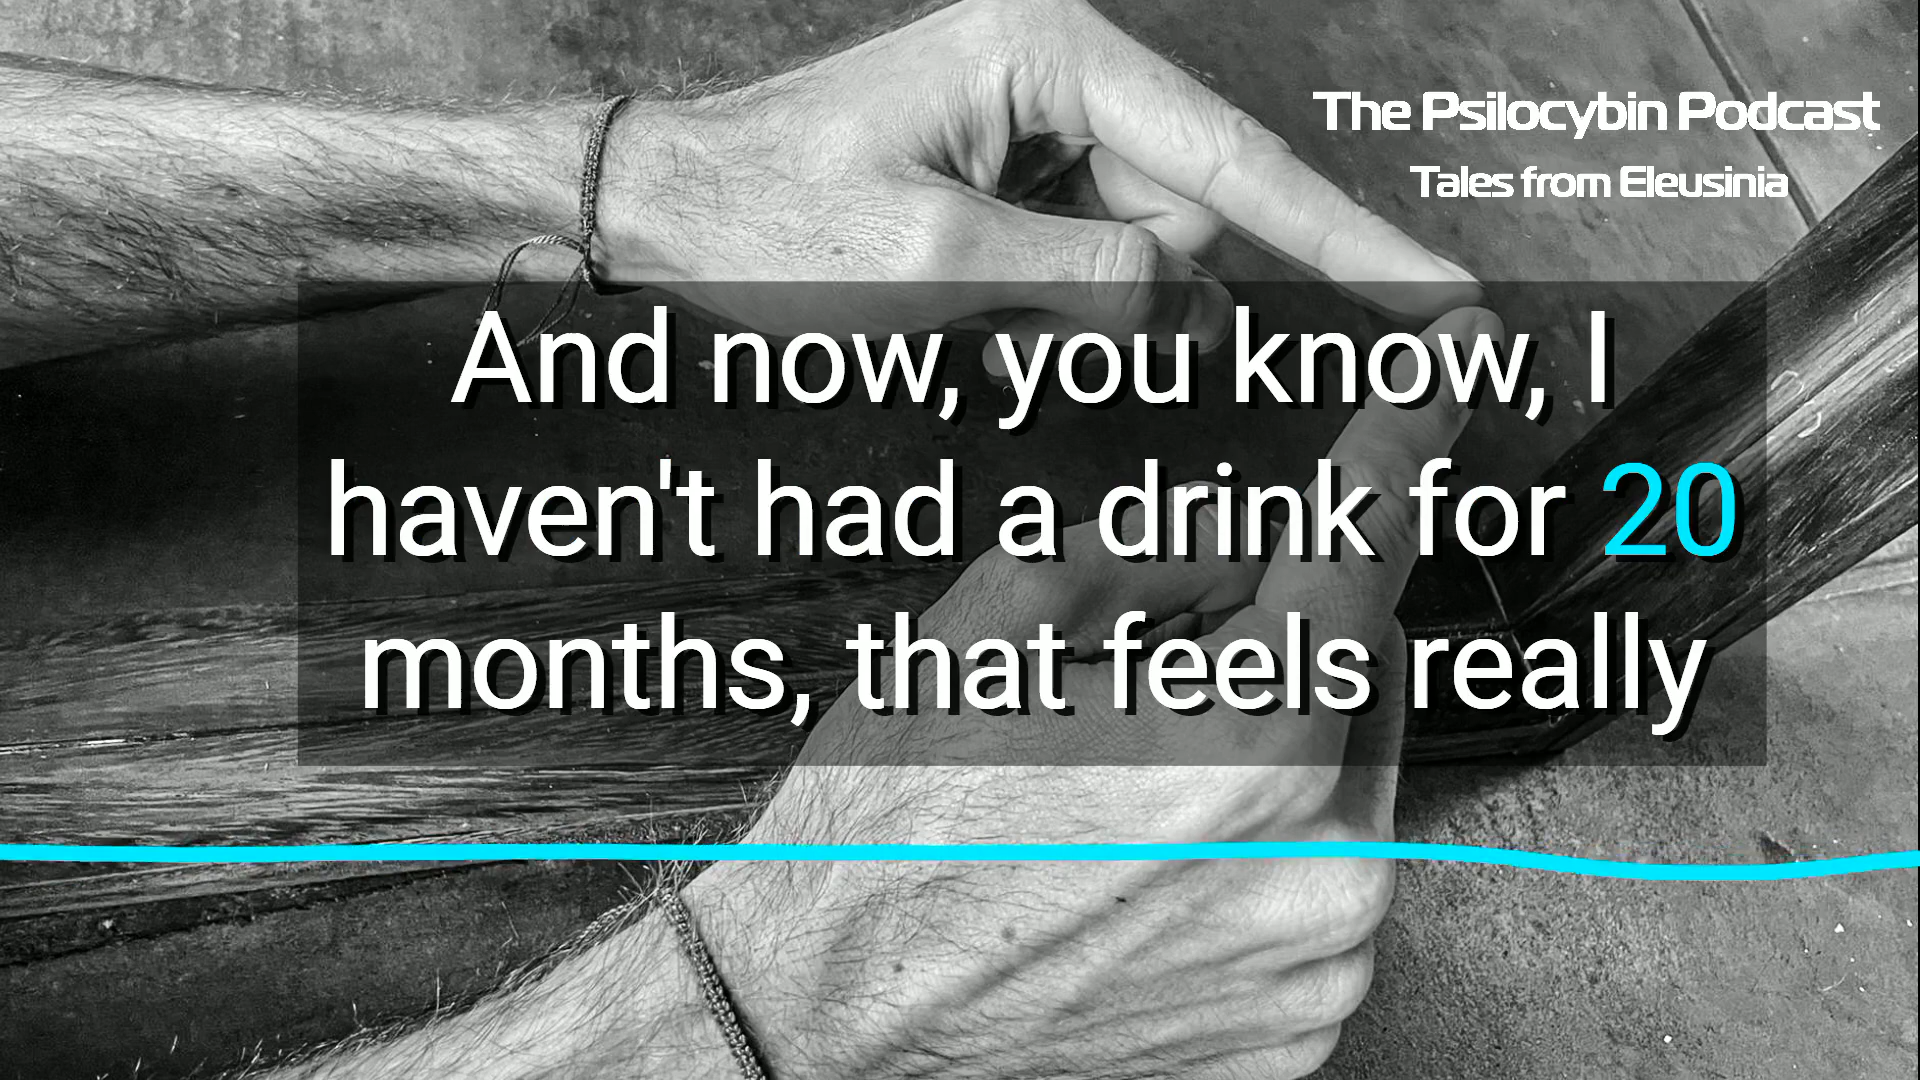 The Psilocybin Podcast
Tales from Eleusinia
And now, you know, I
haven't had a drink for 20
months, that feels really